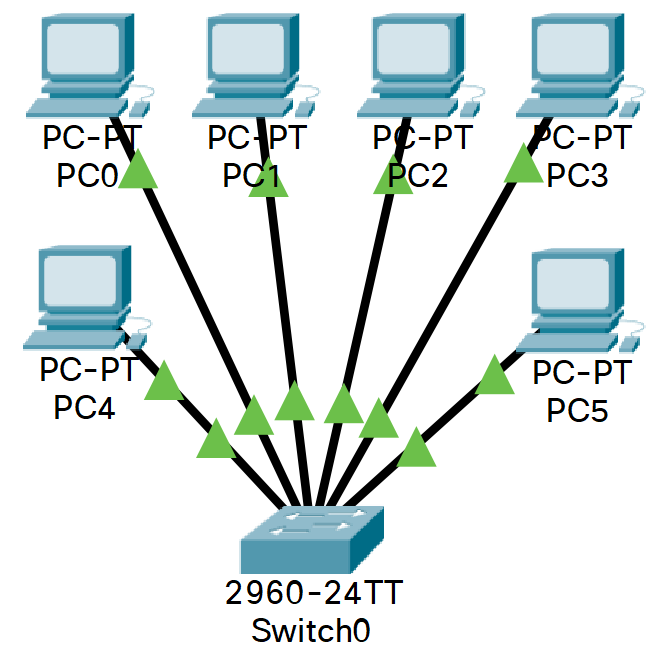 PC-PT
PC0
PC-PT
PC1
PC-PT
PC2
PC-PT
PC3
PC-PT
PC4
PC-PT
PC5
2960-24TT
Switch0